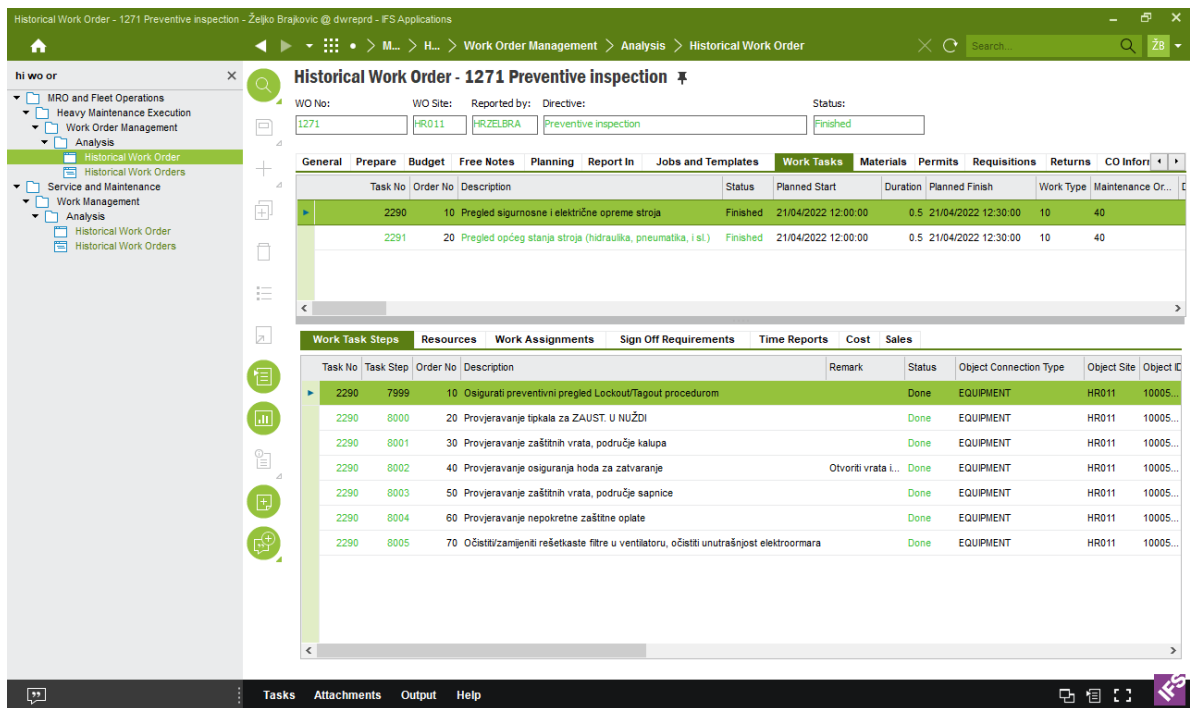 Historical Work Order - 1271 Preventive inspection - Željko Brajkovic @ dwreprd - IFS Applications
M... H... Work Order Management Analysis Historical Work Order Search... ŽB
hi wo or
MRO and Fleet Operations
Heavy Maintenance Execution
Work Order Management
Analysis
Historical Work Order
Historical Work Orders
Service and Maintenance
Work Management
Analysis
Historical Work Order
Historical Work Orders
Historical Work Order - 1271 Preventive inspection
WO No: WO Site: Reported by: Directive: Status:
1271 HR011 HRZELBRA Preventive inspection Finished
General Prepare Budget Free Notes Planning Report In Jobs and Templates Work Tasks Materials Permits Requisitions Returns CO Inforr
Task No Order No Description Status Planned Start Duration Planned Finish Work Type Maintenance Or... D
2290 10 Pregled sigurnosne i električne opreme stroja Finished 21/04/2022 12:00:00 0.5 21/04/2022 12:30:00 10 40
2291 20 Pregled općeg stanja stroja (hidraulika, pneumatika, i sl.) Finished 21/04/2022 12:00:00 0.5 21/04/2022 12:30:00 10 40
Work Task Steps Resources Work Assignments Sign Off Requirements Time Reports Cost Sales
Task No Task Step Order No Description Remark Status Object Connection Type Object Site Object ID
2290 7999 10 Osigurati preventivni pregled Lockout/Tagout procedurom Done EQUIPMENT HR011 10005...
2290 8000 20 Provjeravanje tipkala za ZAUST. U NUŽDI Done EQUIPMENT HR011 10005...
2290 8001 30 Provjeravanje zaštitnih vrata, područje kalupa Done EQUIPMENT HR011 10005...
2290 8002 40 Provjeravanje osiguranja hoda za zatvaranje Otvoriti vrata i... Done EQUIPMENT HR011 10005...
2290 8003 50 Provjeravanje zaštitnih vrata, područje sapnice Done EQUIPMENT HR011 10005...
2290 8004 60 Provjeravanje nepokretne zaštitne oplate Done EQUIPMENT HR011 10005...
2290 8005 70 Očistiti/zamijeniti rešetkaste filtre u ventilatoru, očistiti unutrašnjost elektroormara Done EQUIPMENT HR011 10005...
Tasks Attachments Output Help
IFS